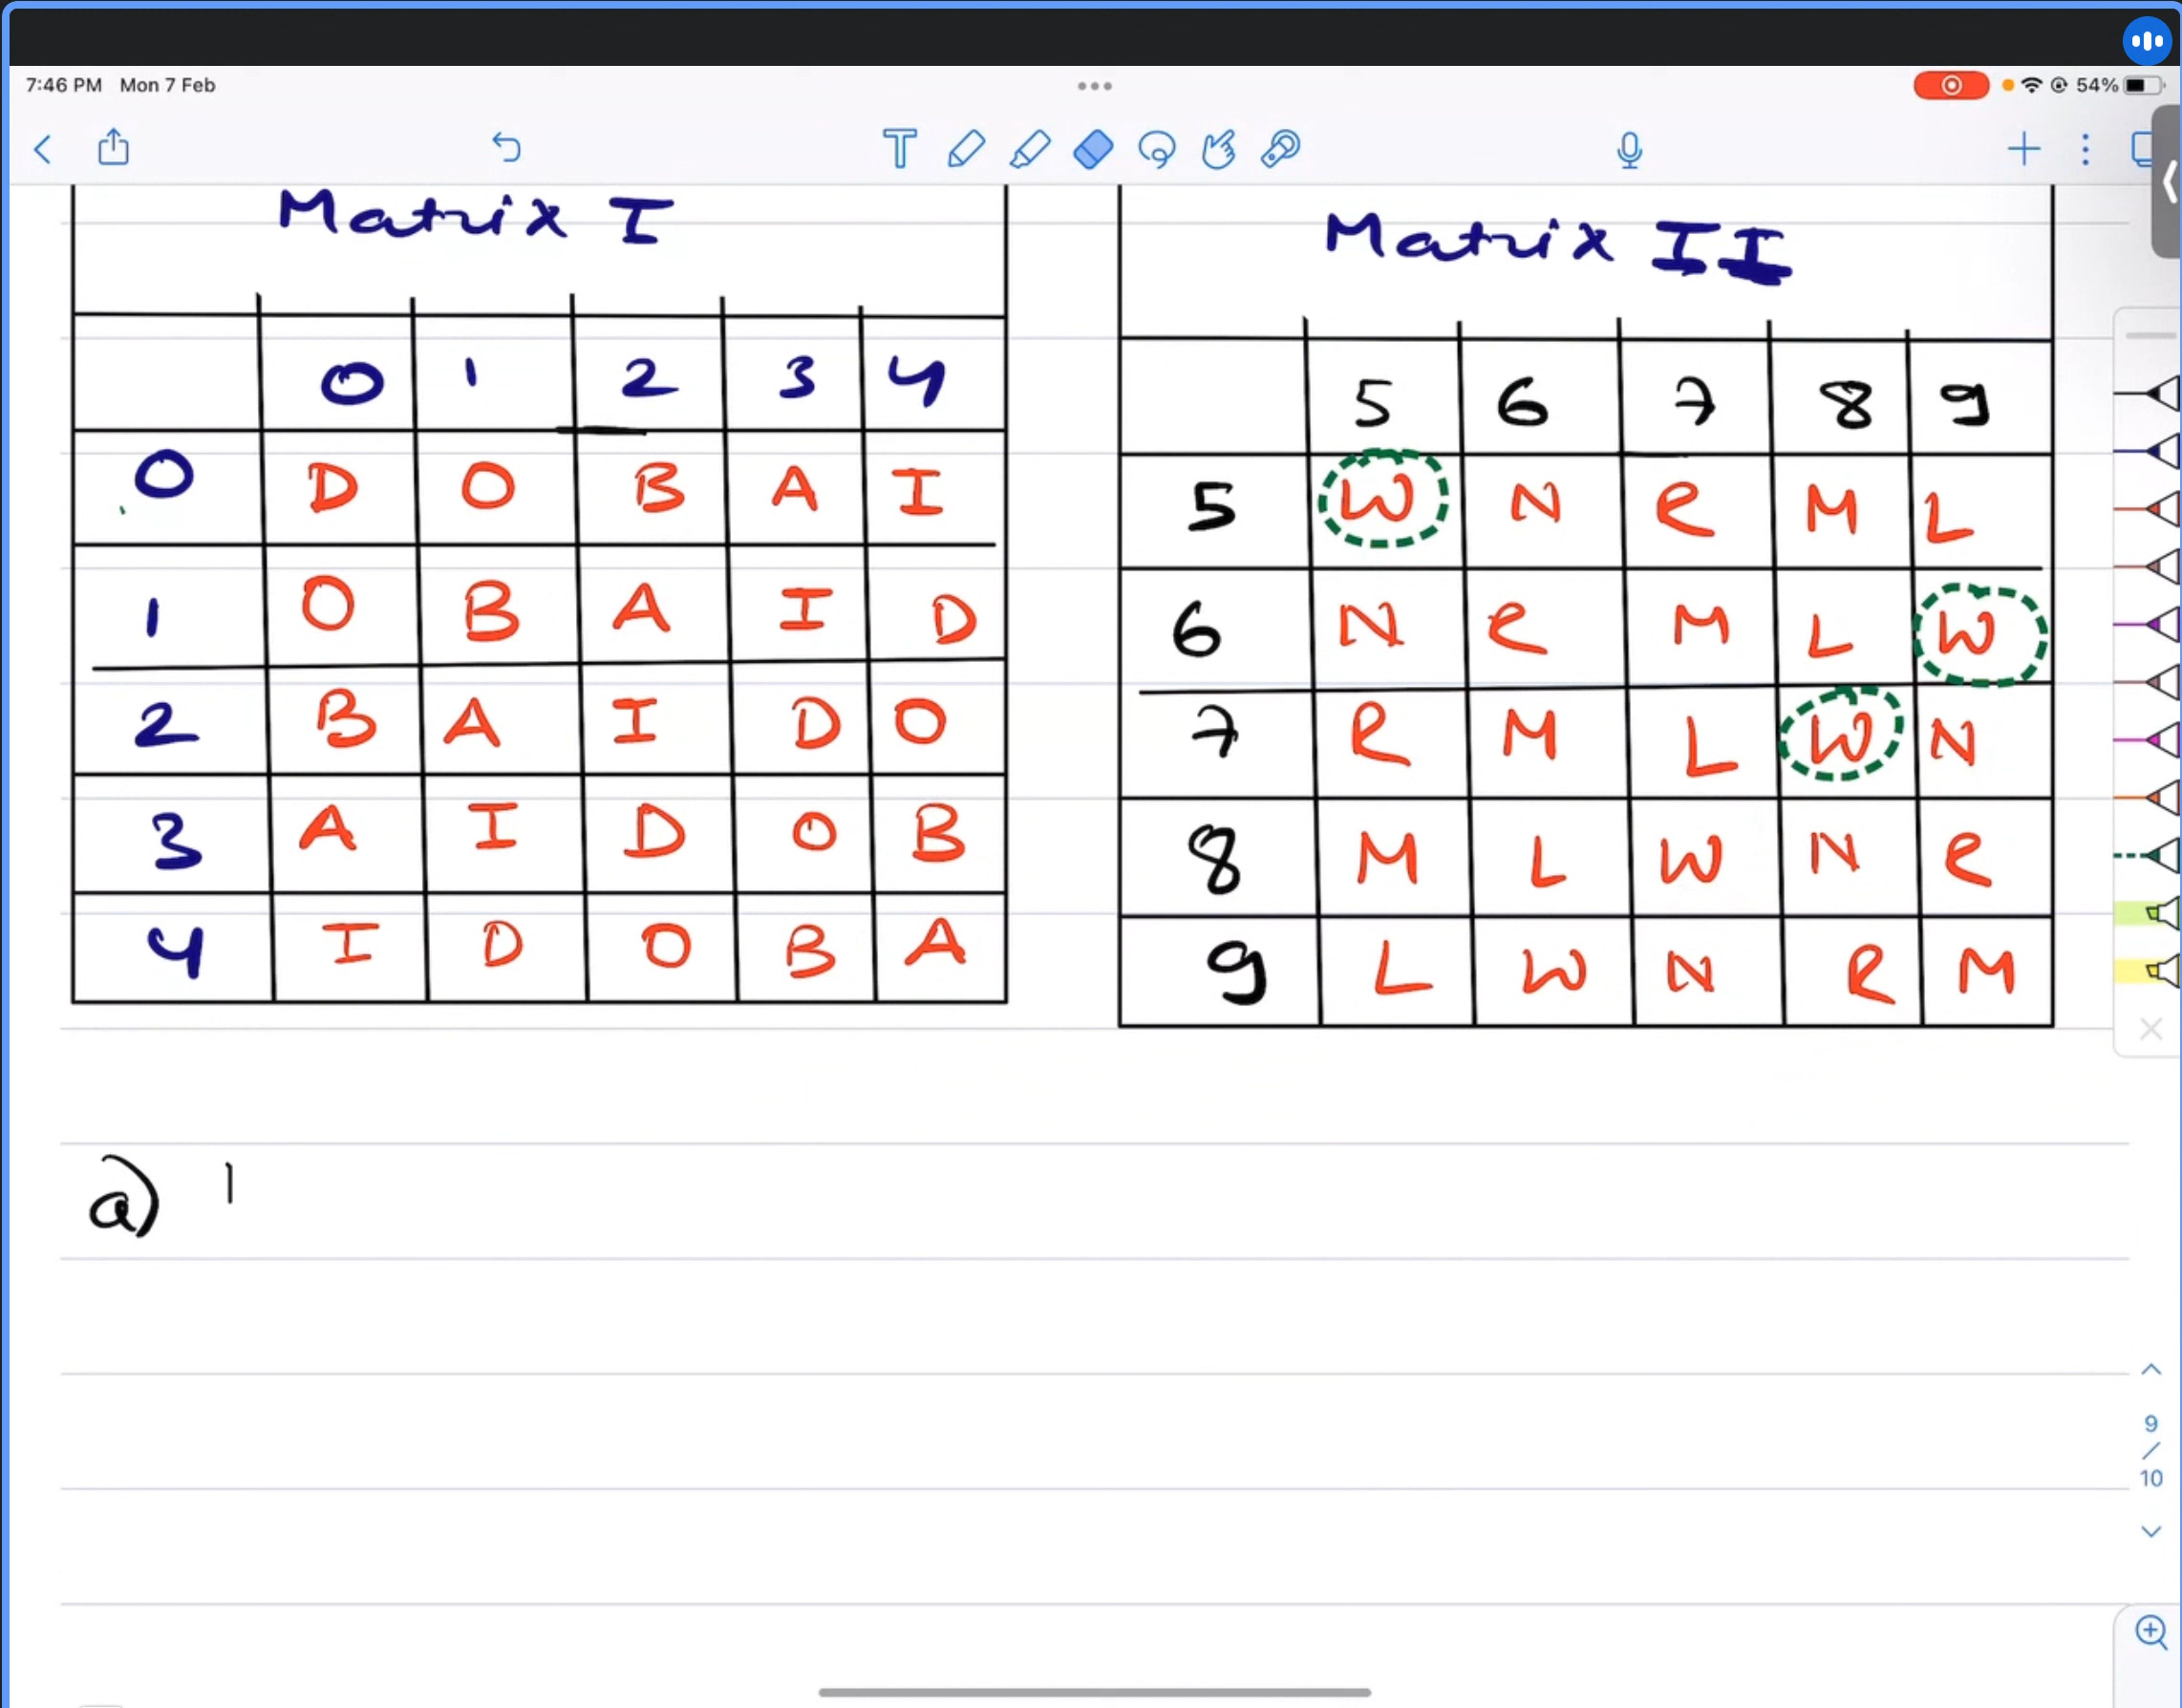 7:46 PM Mon 7 Feb
54%
Matrix I
0 1 2 3 4
0 D O B A I
1 O B A I D
2 B A I D O
3 A I D O B
4 I D O B A
Matrix II
5 6 7 8 9
5 W N R M L
6 N R M L W
7 R M L W N
8 M L W N R
9 L W N R M
a) 1
9
/
10